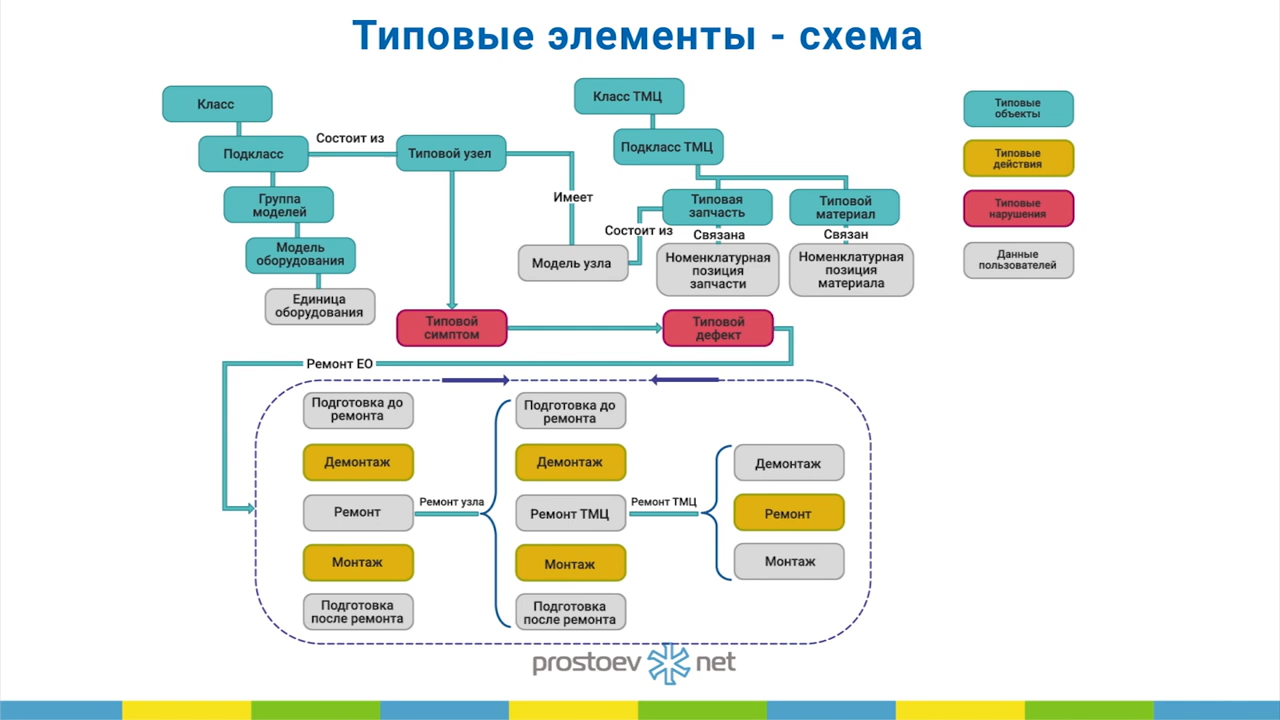 Типовые элементы - схема
Класс
Подкласс
Группа
моделей
Модель
оборудования
Единица
оборудования
Состоит из
Типовой узел
Имеет
Модель узла
Состоит из
Класс ТМЦ
Подкласс ТМЦ
Типовая
запчасть
Типовой
материал
Связана
Связан
Номенклатурная
позиция
запчасти
Номенклатурная
позиция
материала
Типовые
объекты
Типовые
действия
Типовые
нарушения
Данные
пользователей
Типовой
симптом
Типовой
дефект
Ремонт ЕО
Подготовка до
ремонта
Демонтаж
Ремонт
Монтаж
Подготовка
после ремонта
Ремонт узла
Подготовка до
ремонта
Демонтаж
Ремонт ТМЦ
Монтаж
Подготовка
после ремонта
Ремонт ТМЦ
Демонтаж
Ремонт
Монтаж
prostoev net